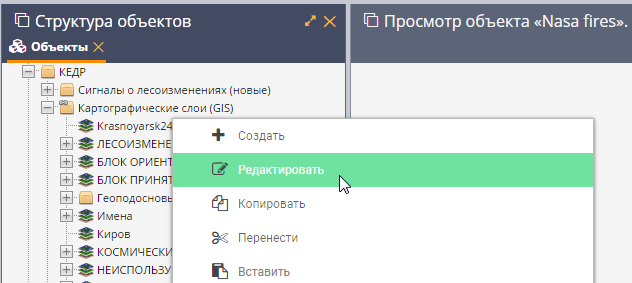 Структура объектов
Объекты
КЕДР
Сигналы о лесоизменениях (новые)
Картографические слои (GIS)
Krasnoyarsk24
ЛЕСОИЗМЕНЕ
БЛОК ОРИЕНТ
БЛОК ПРИНЯТ
Геоподосновы
Имена
Киров
КОСМИЧЕСКИ
НЕИСПОЛЬЗУ
Просмотр объекта «Nasa fires».
Создать
Редактировать
Копировать
Перенести
Вставить